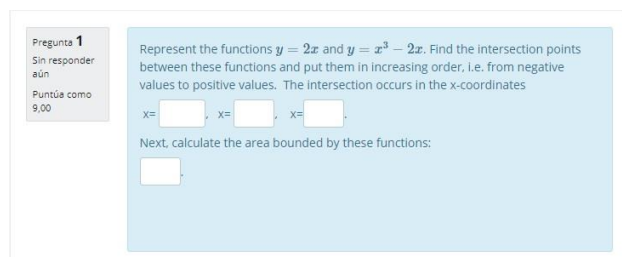 Pregunta 1
Sin responder
aún
Puntúa como
9,00
Represent the functions y = 2x and y = x³ − 2x. Find the intersection points
between these functions and put them in increasing order, i.e. from negative
values to positive values. The intersection occurs in the x-coordinates
x= , x= , x= .
Next, calculate the area bounded by these functions:
.